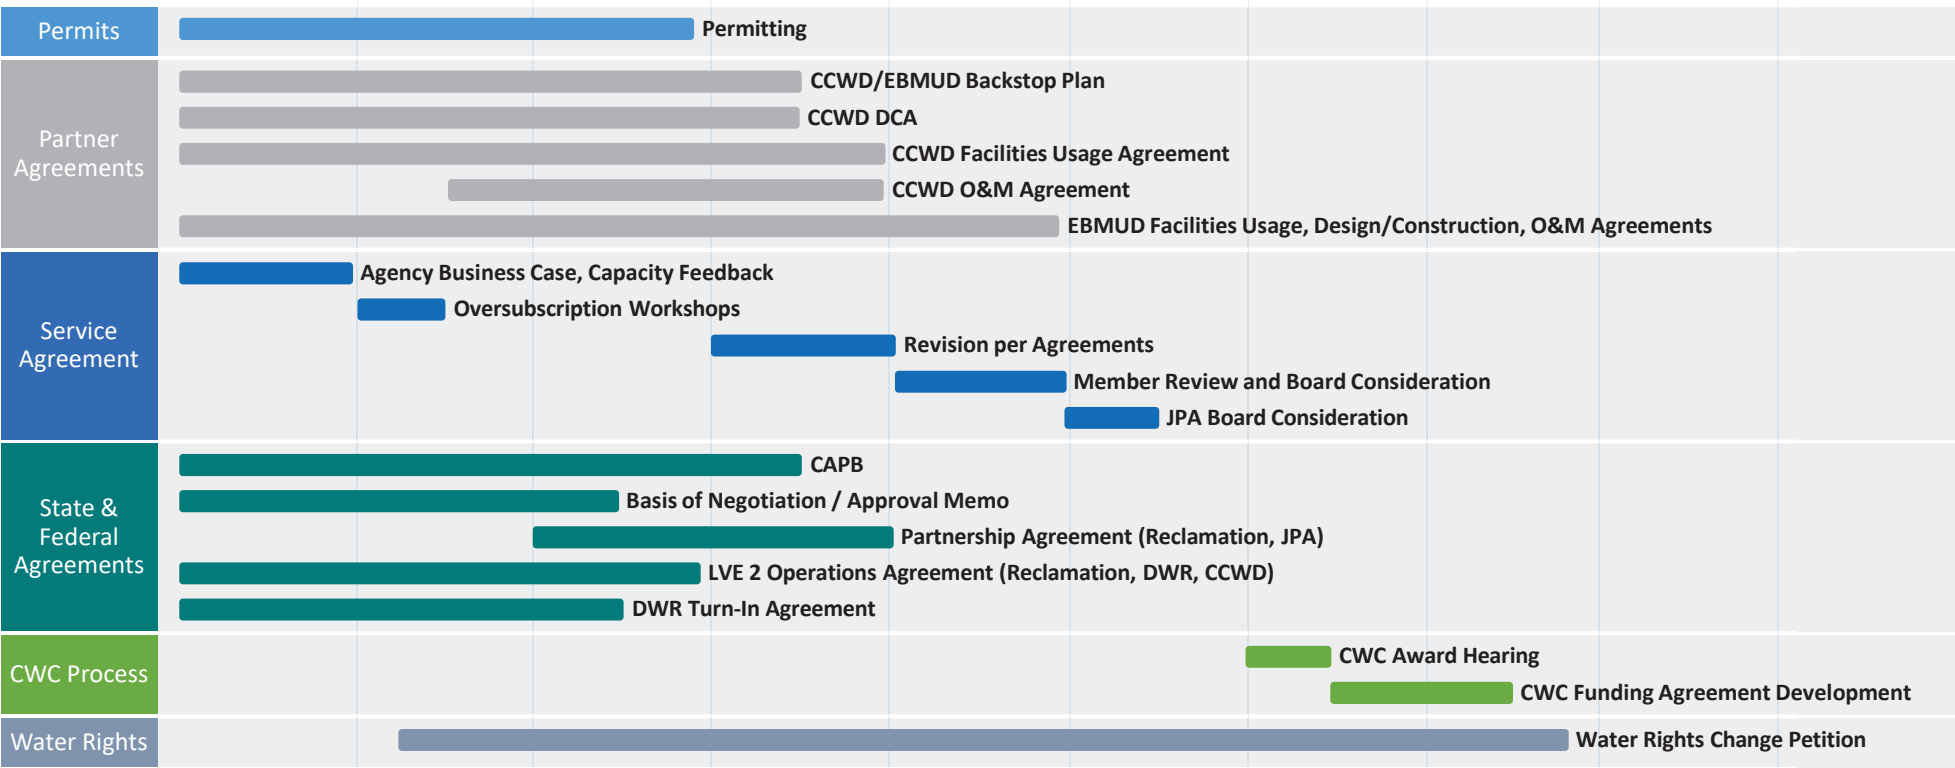 Permits
Permitting
Partner
Agreements
CCWD/EBMUD Backstop Plan
CCWD DCA
CCWD Facilities Usage Agreement
CCWD O&M Agreement
EBMUD Facilities Usage, Design/Construction, O&M Agreements
Service
Agreement
Agency Business Case, Capacity Feedback
Oversubscription Workshops
Revision per Agreements
Member Review and Board Consideration
JPA Board Consideration
State &
Federal
Agreements
CAPB
Basis of Negotiation / Approval Memo
Partnership Agreement (Reclamation, JPA)
LVE 2 Operations Agreement (Reclamation, DWR, CCWD)
DWR Turn-In Agreement
CWC Process
CWC Award Hearing
CWC Funding Agreement Development
Water Rights
Water Rights Change Petition